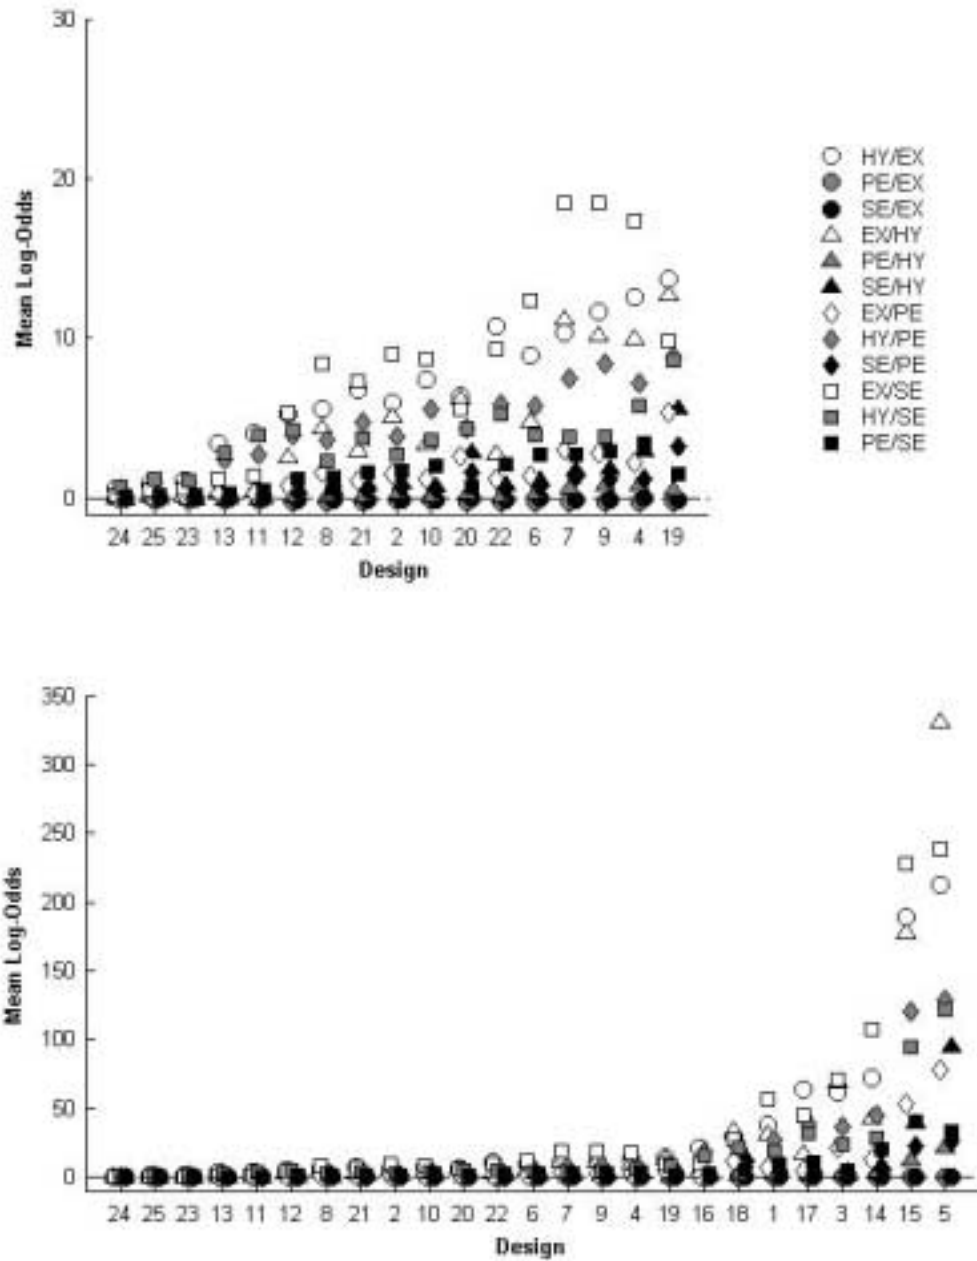 30
20
10
0
Mean Log-Odds
24 25 23 13 11 12 8 21 2 10 20 22 6 7 9 4 19
Design
HY/EX
PE/EX
SE/EX
EX/HY
PE/HY
SE/HY
EX/PE
HY/PE
SE/PE
EX/SE
HY/SE
PE/SE
350
300
250
200
150
100
50
0
Mean Log-Odds
24 25 23 13 11 12 8 21 2 10 20 22 6 7 9 4 19 16 18 1 17 3 14 15 5
Design